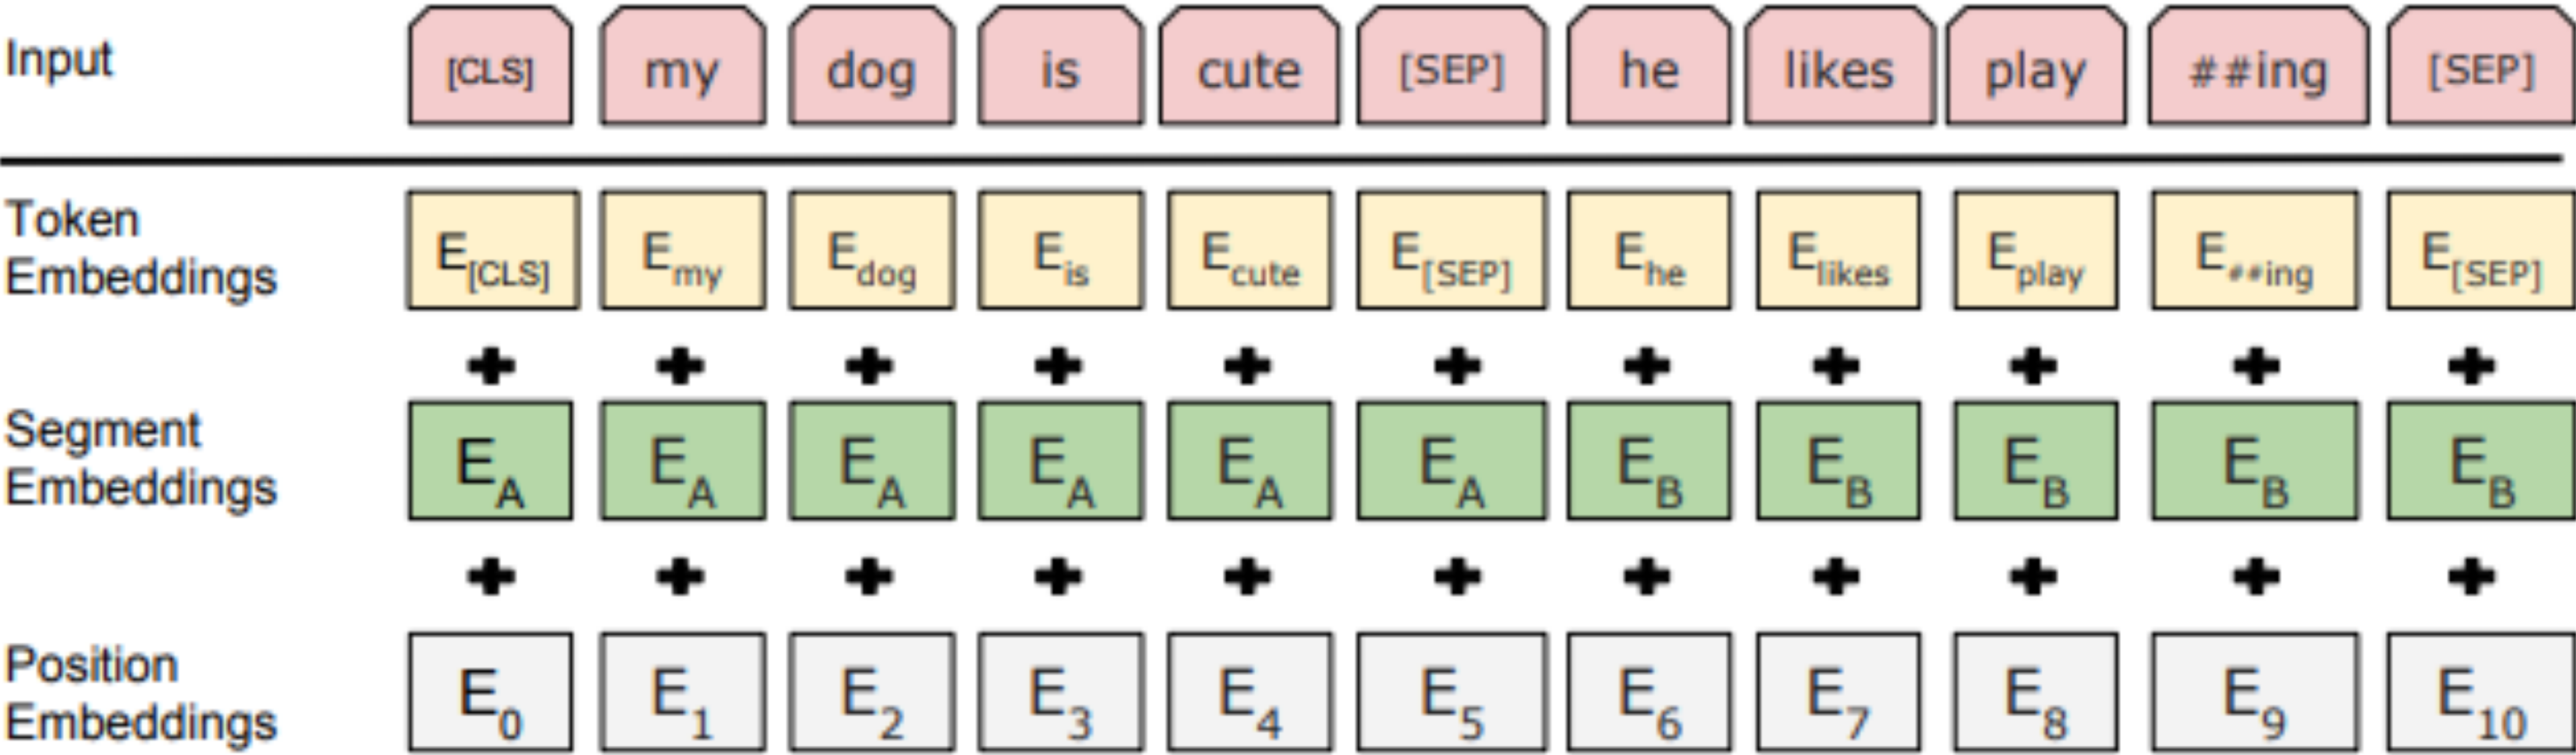 Input [CLS] my dog is cute [SEP] he likes play ##ing [SEP]
Token Embeddings E[CLS] Emy Edog Eis Ecute E[SEP] Ehe Elikes Eplay E##ing E[SEP]
+ + + + + + + + + + +
Segment Embeddings EA EA EA EA EA EA EB EB EB EB EB
+ + + + + + + + + + +
Position Embeddings E0 E1 E2 E3 E4 E5 E6 E7 E8 E9 E10